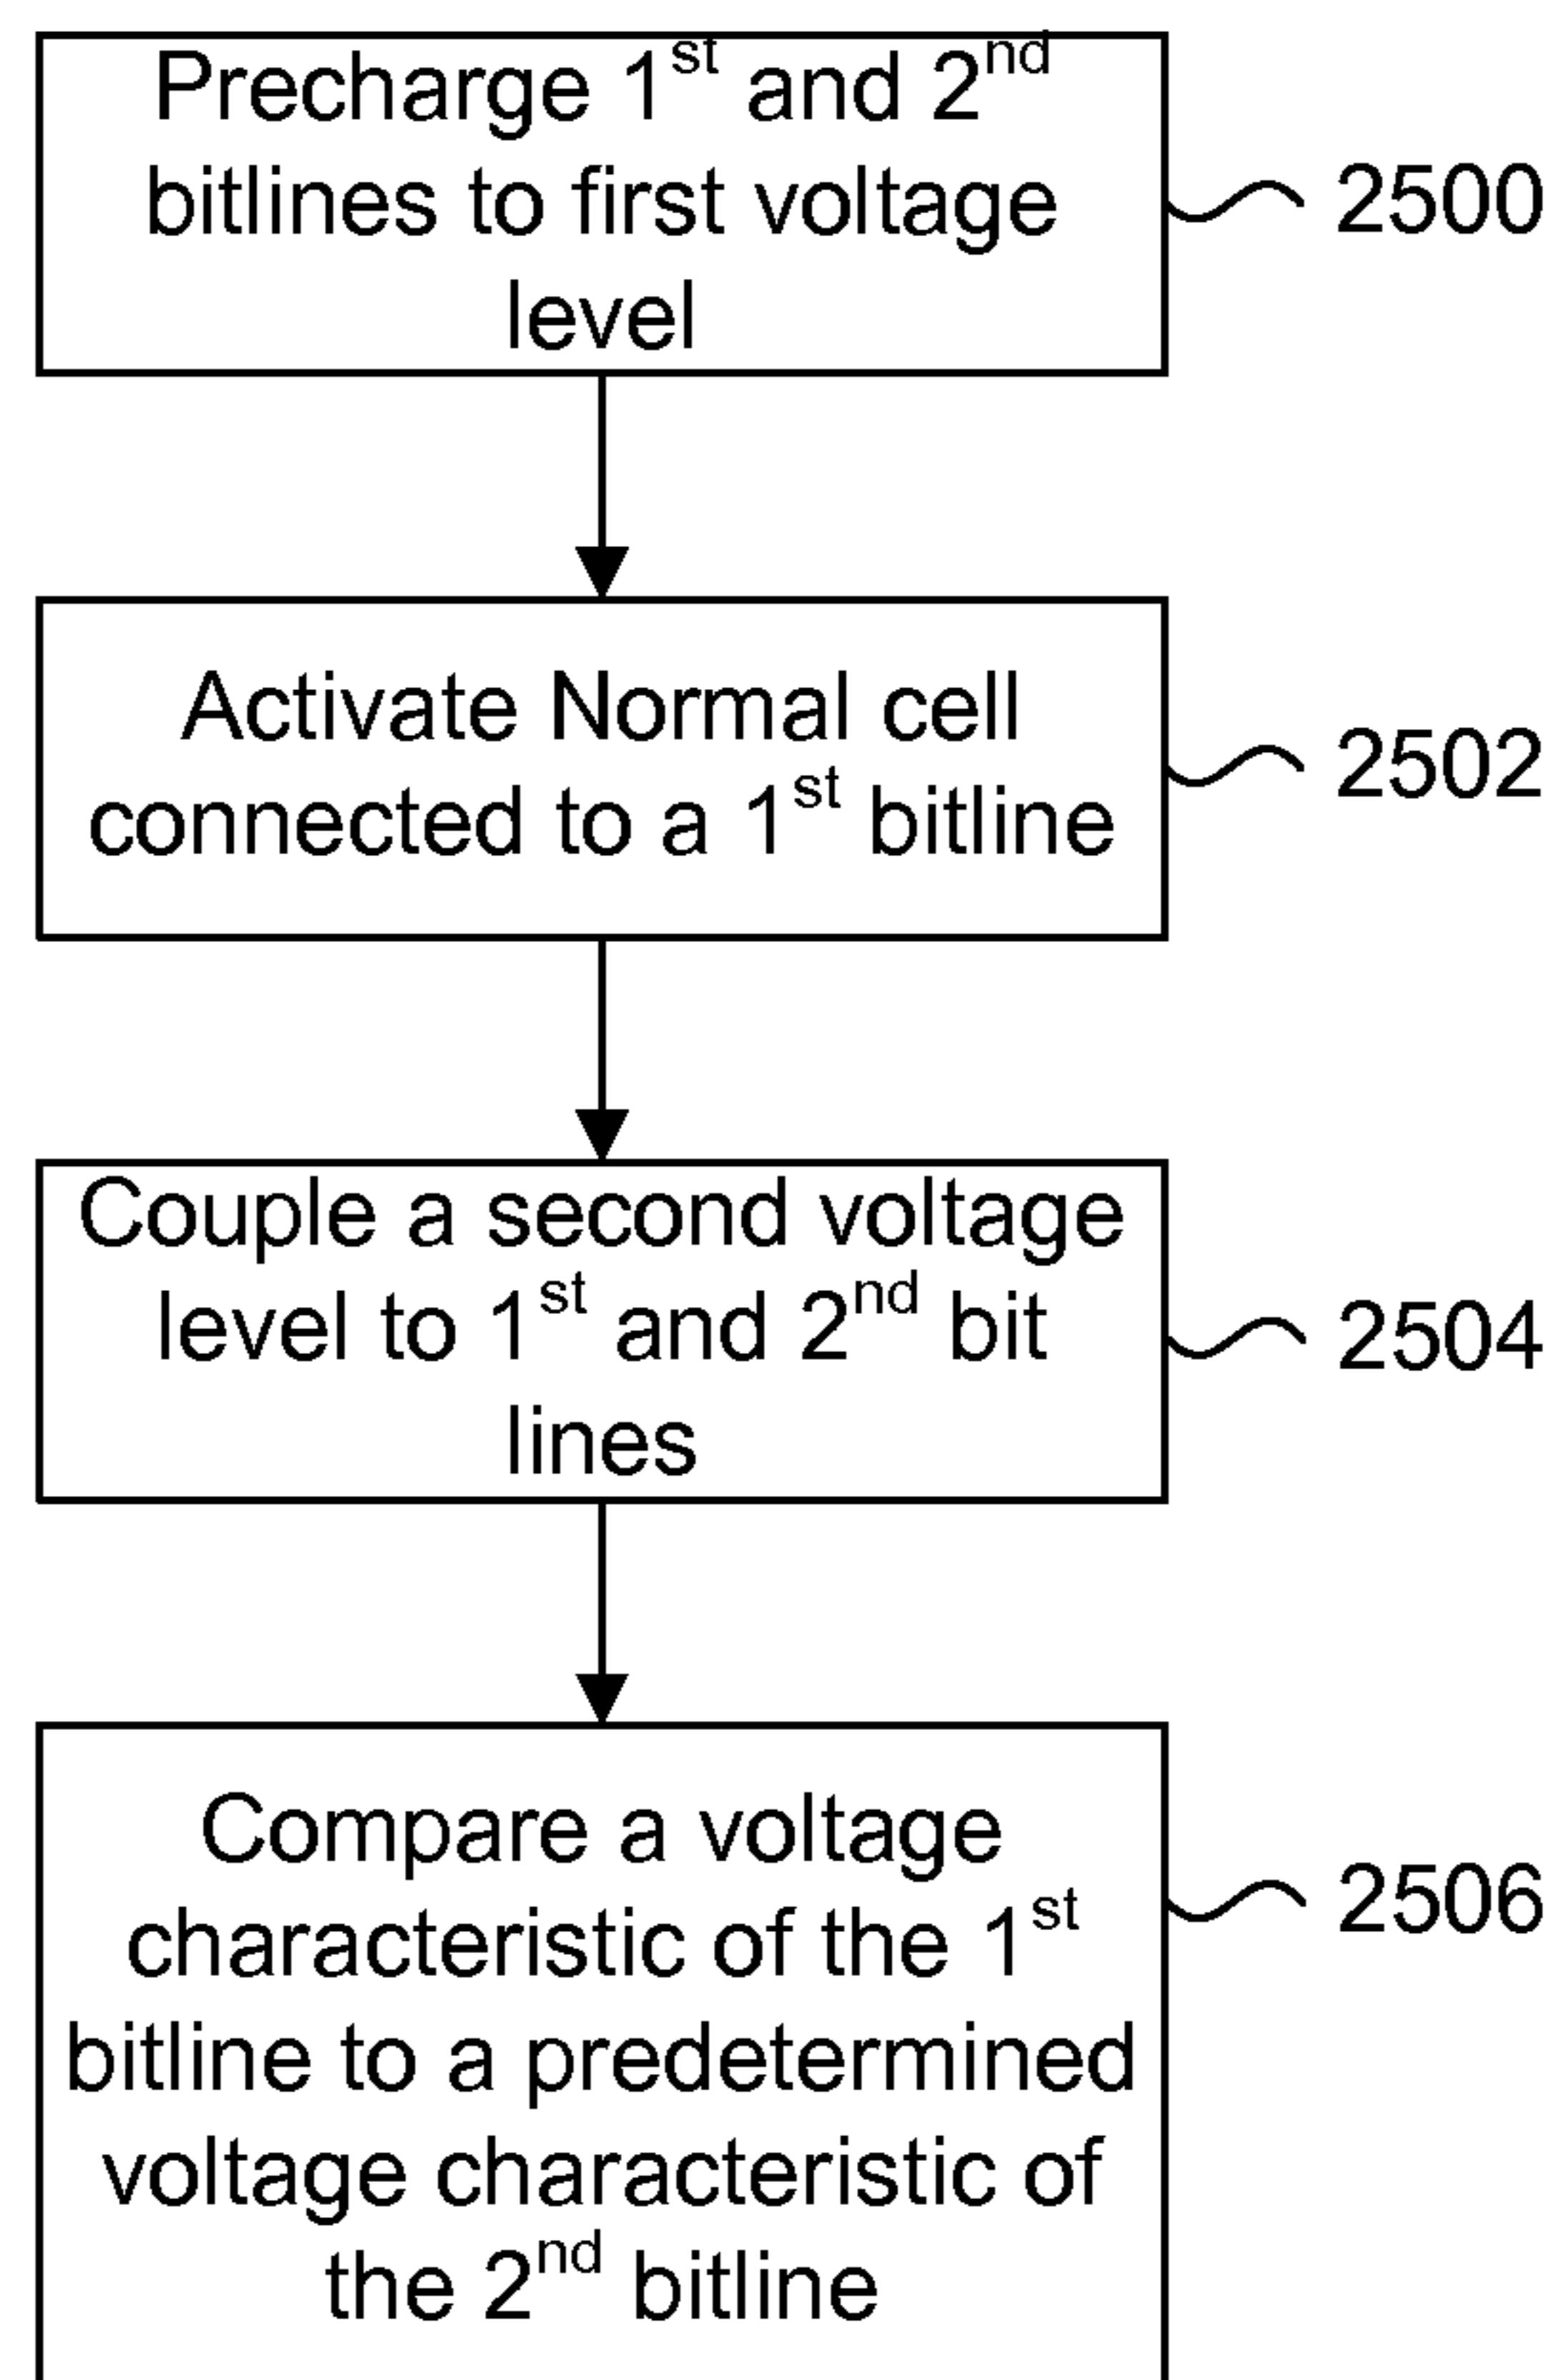 Precharge 1st and 2nd
bitlines to first voltage
level
2500
Activate Normal cell
connected to a 1st bitline
2502
Couple a second voltage
level to 1st and 2nd bit
lines
2504
Compare a voltage
characteristic of the 1st
bitline to a predetermined
voltage characteristic of
the 2nd bitline
2506